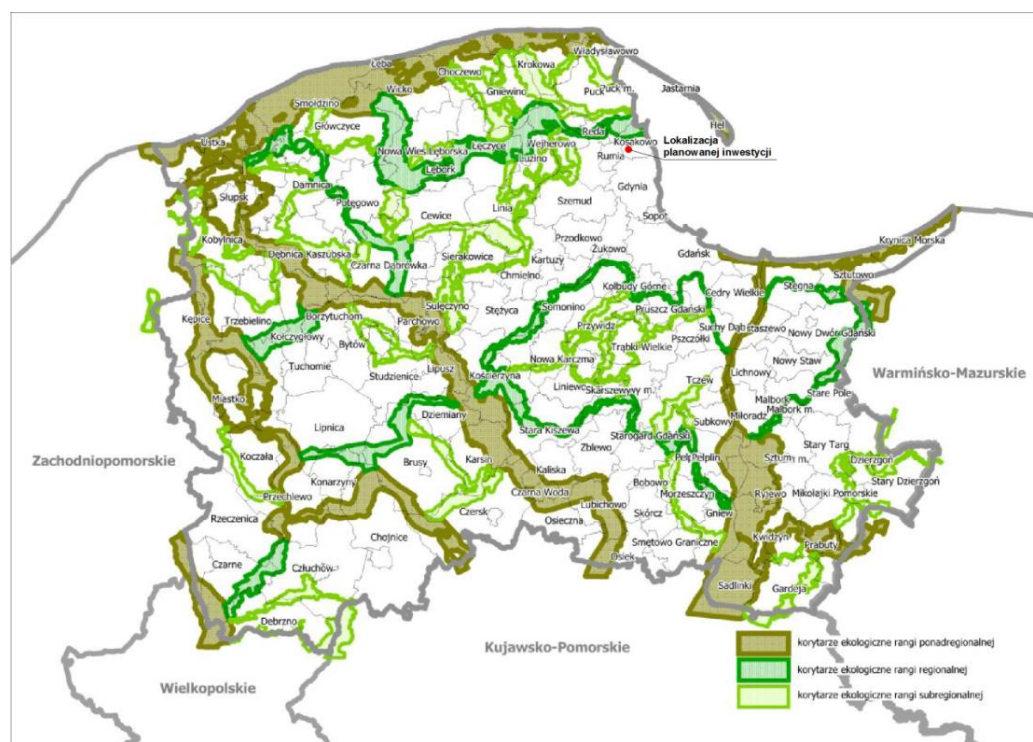 Władysławowo
Łeba
Choczewo
Krokowa
Wicko
Gniewino
Puck
Puck m.
Jastarnia
Smołdzino
Główczyce
Hel
Ustka
Reda
Kosakowo
Lokalizacja
planowanej inwestycji
Nowa Wieś Lęborska
Łęczyce
Wejherowo
Luzino
Rumia
Lębork
Damnica
Gdynia
Słupsk
Potęgowo
Cewice
Linia
Szemud
Sopot
Kobylnica
Przodkowo
Krynica Morska
Dębnica Kaszubska
Sierakowice
Żukowo
Gdańsk
Czarna Dąbrówka
Kartuzy
Chmielno
Sztutowo
Kolbudy Górne
Cedry Wielkie
Stegna
Kępice
Trzebielino
Borzytuchom
Sulęczyno
Stężyca
Somonino
Pruszcz Gdański
Parchowo
Przywidz
Suchy Dąb
Ostaszewo
Nowy Dwór Gdański
Kołczygłowy
Bytów
Trąbki Wielkie
Pszczółki
Tuchomie
Studzienice
Lipusz
Nowa Karczma
Nowy Staw
Kościerzyna
Lichnowy
Warmińsko-Mazurskie
Miastko
Liniewo
Skarszewy
Tczew
Stare Pole
Malbork
Malbork m.
Dziemiany
Subkowy
Miłoradz
Lipnica
Stara Kiszewa
Starogard Gdański
Zblewo
Stary Targ
Zachodniopomorskie
Koczała
Brusy
Karsin
Pelplin
Sztum m.
Dzierzgoń
Konarzyny
Kaliska
Bobowo
Stary Dzierzgoń
Przechlewo
Czarna Woda
Morzeszczyn
Ryjewo
Mikołajki Pomorskie
Rzeczenica
Czersk
Lubichowo
Skórcz
Gniew
Osieczna
Chojnice
Smętowo Graniczne
Kwidzyn
Prabuty
Osiek
Czarne
Człuchów
Sadlinki
Gardeja
Debrzno
Kujawsko-Pomorskie
korytarze ekologiczne rangi ponadregionalnej
korytarze ekologiczne rangi regionalnej
Wielkopolskie
korytarze ekologiczne rangi subregionalnej